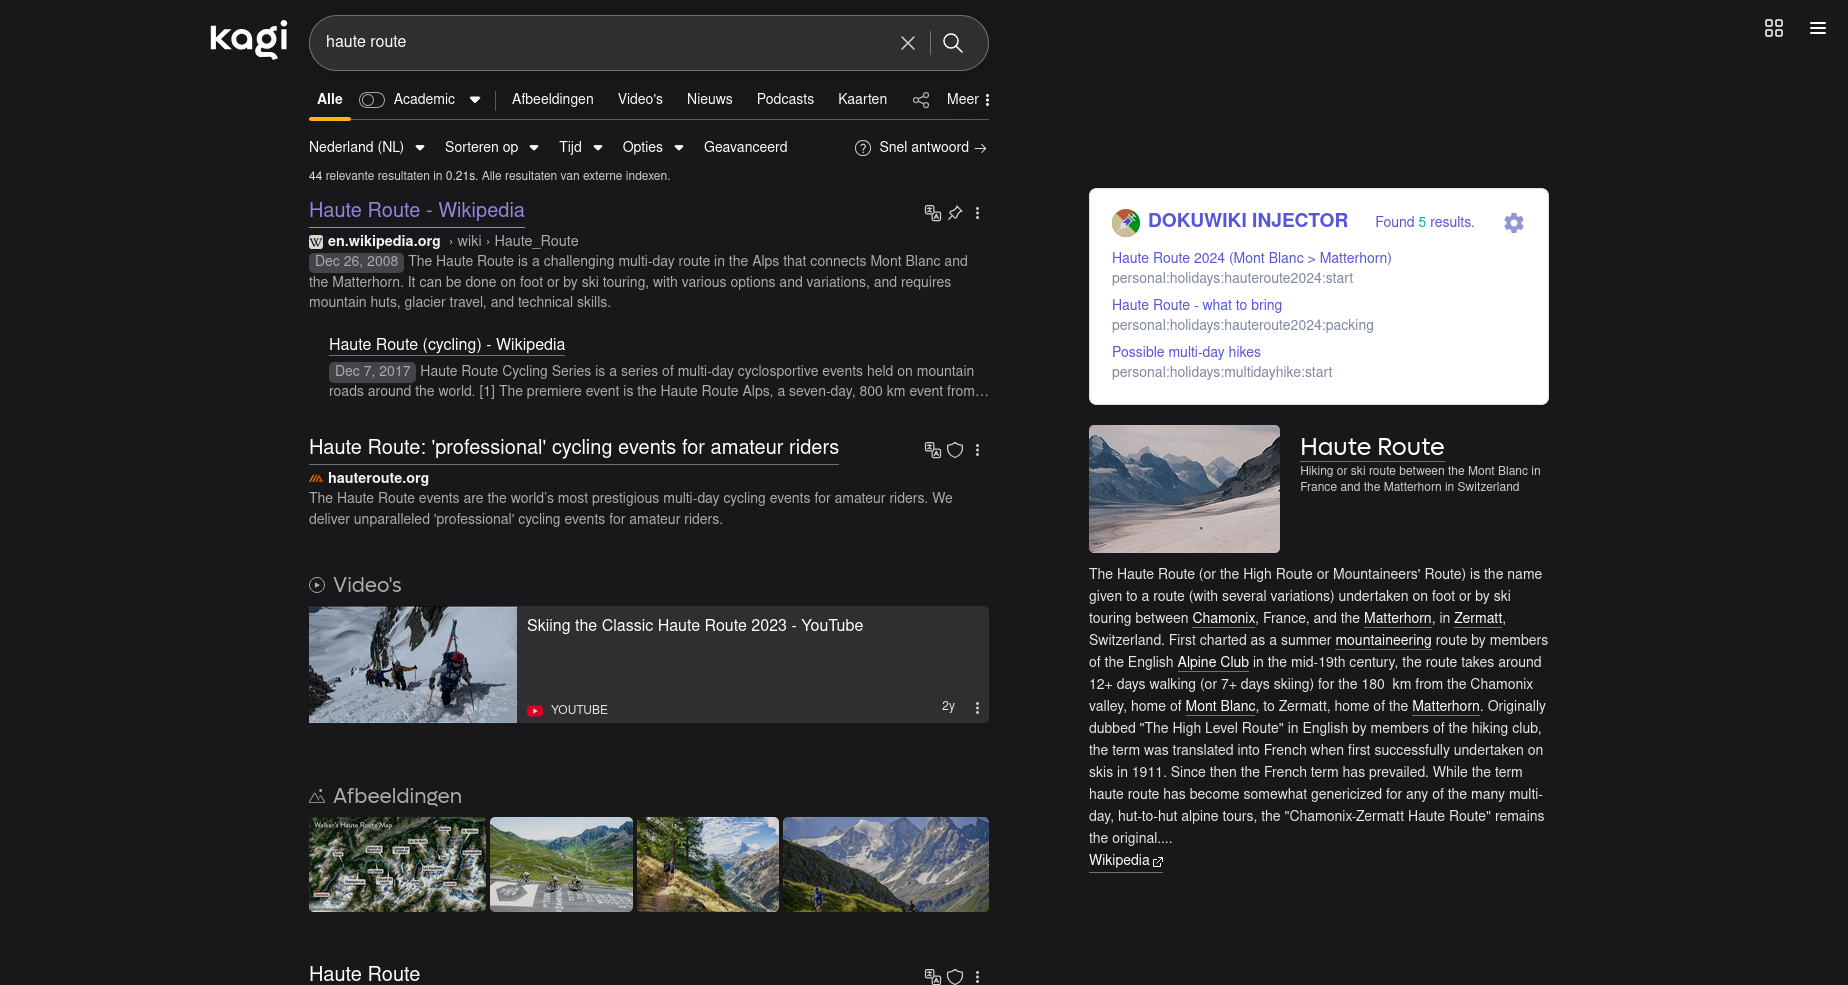 kagi
haute route
Alle Academic Afbeeldingen Video's Nieuws Podcasts Kaarten Meer
Nederland (NL) Sorteren op Tijd Opties Geavanceerd Snel antwoord
44 relevante resultaten in 0.21s. Alle resultaten van externe indexen.
Haute Route - Wikipedia
en.wikipedia.org › wiki › Haute_Route
Dec 26, 2008 The Haute Route is a challenging multi-day route in the Alps that connects Mont Blanc and
the Matterhorn. It can be done on foot or by ski touring, with various options and variations, and requires
mountain huts, glacier travel, and technical skills.
Haute Route (cycling) - Wikipedia
Dec 7, 2017 Haute Route Cycling Series is a series of multi-day cyclosportive events held on mountain
roads around the world. [1] The premiere event is the Haute Route Alps, a seven-day, 800 km event from…
Haute Route: 'professional' cycling events for amateur riders
hauteroute.org
The Haute Route events are the world's most prestigious multi-day cycling events for amateur riders. We
deliver unparalleled 'professional' cycling events for amateur riders.
Video's
Skiing the Classic Haute Route 2023 - YouTube
YOUTUBE 2y
Afbeeldingen
Walker's Haute Route Map
Haute Route
DOKUWIKI INJECTOR Found 5 results.
Haute Route 2024 (Mont Blanc > Matterhorn)
personal:holidays:hauteroute2024:start
Haute Route - what to bring
personal:holidays:hauteroute2024:packing
Possible multi-day hikes
personal:holidays:multidayhike:start
Haute Route
Hiking or ski route between the Mont Blanc in
France and the Matterhorn in Switzerland
The Haute Route (or the High Route or Mountaineers' Route) is the name
given to a route (with several variations) undertaken on foot or by ski
touring between Chamonix, France, and the Matterhorn, in Zermatt,
Switzerland. First charted as a summer mountaineering route by members
of the English Alpine Club in the mid-19th century, the route takes around
12+ days walking (or 7+ days skiing) for the 180 km from the Chamonix
valley, home of Mont Blanc, to Zermatt, home of the Matterhorn. Originally
dubbed "The High Level Route" in English by members of the hiking club,
the term was translated into French when first successfully undertaken on
skis in 1911. Since then the French term has prevailed. While the term
haute route has become somewhat genericized for any of the many multi-
day, hut-to-hut alpine tours, the "Chamonix-Zermatt Haute Route" remains
the original....
Wikipedia